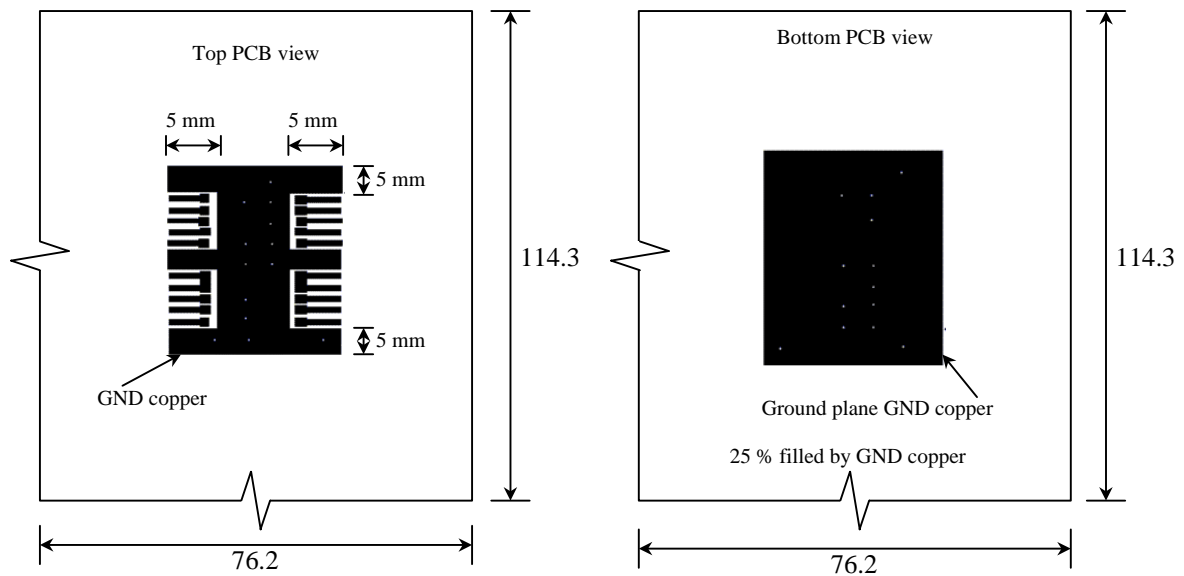 Top PCB view
5 mm
5 mm
5 mm
5 mm
GND copper
114.3
76.2
Bottom PCB view
Ground plane GND copper
25 % filled by GND copper
114.3
76.2